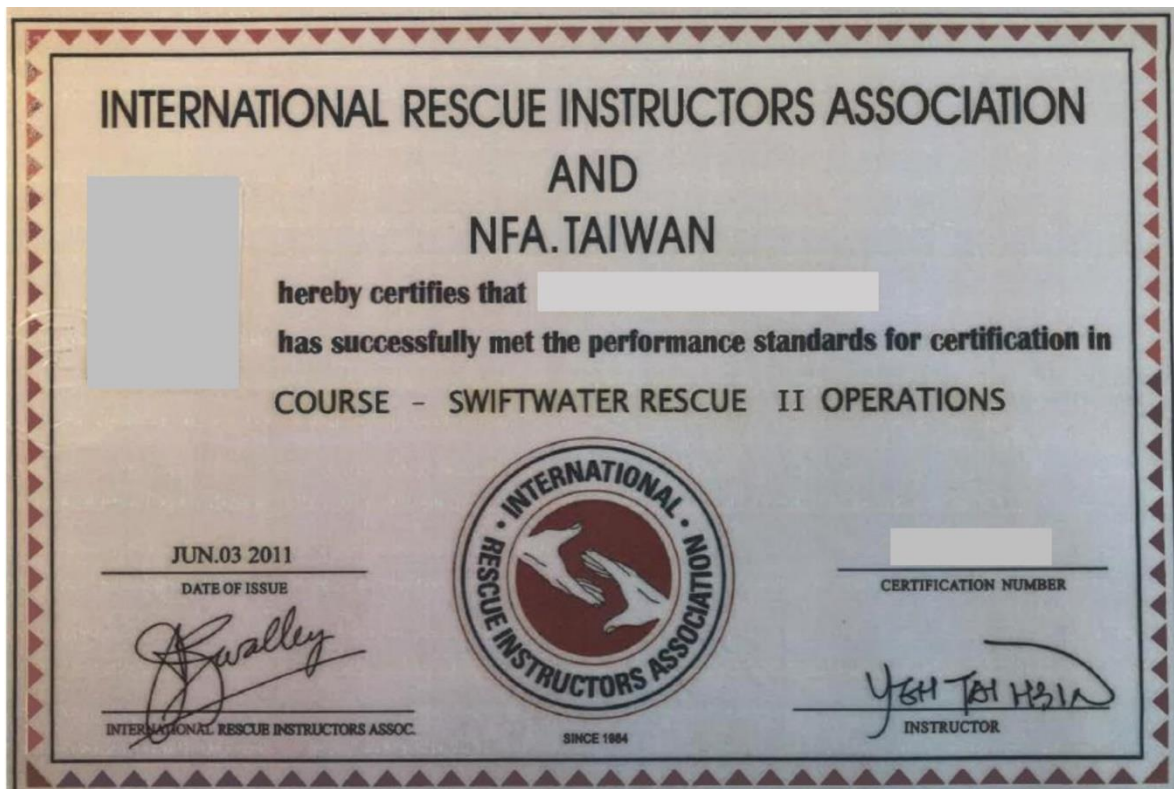 INTERNATIONAL RESCUE INSTRUCTORS ASSOCIATION
AND
NFA.TAIWAN
hereby certifies that
has successfully met the performance standards for certification in
COURSE - SWIFTWATER RESCUE II OPERATIONS
INTERNATIONAL
RESCUE INSTRUCTORS ASSOCIATION
SINCE 1984
JUN.03 2011
DATE OF ISSUE
CERTIFICATION NUMBER
INTERNATIONAL RESCUE INSTRUCTORS ASSOC.
YEH TAI HSIN
INSTRUCTOR